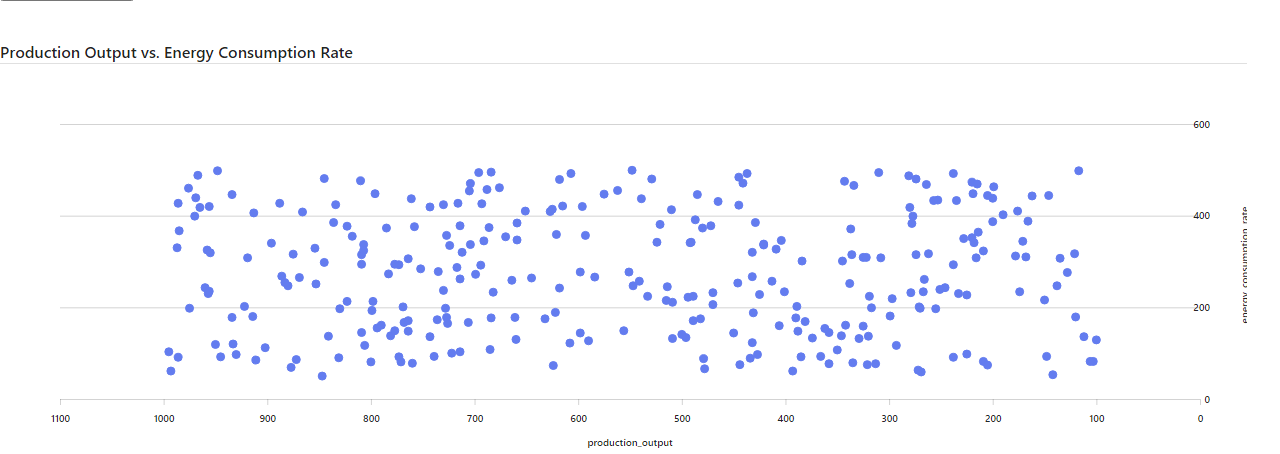 Production Output vs. Energy Consumption Rate
600
400
200
0
energy_consumption_rate
1100 1000 900 800 700 600 500 400 300 200 100 0
production_output